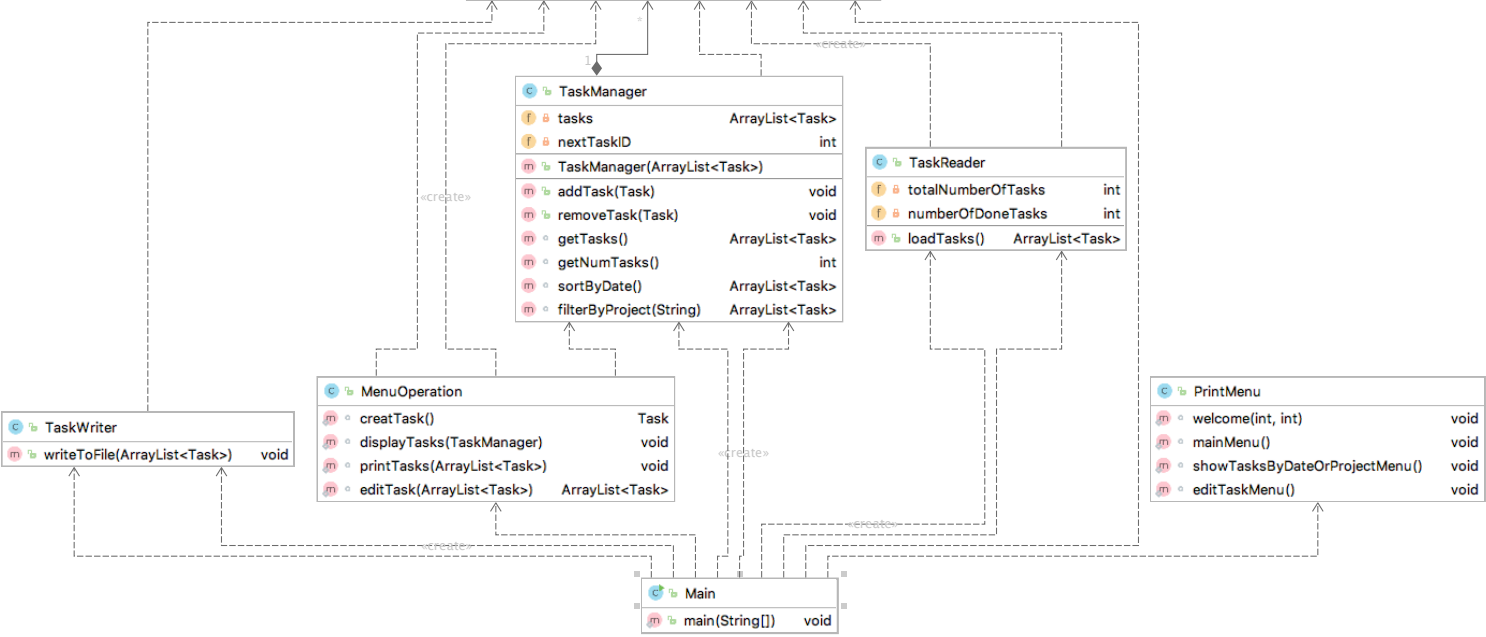 *
«create»
1
TaskManager
tasks ArrayList<Task>
nextTaskID int
TaskManager(ArrayList<Task>)
addTask(Task) void
removeTask(Task) void
getTasks() ArrayList<Task>
getNumTasks() int
sortByDate() ArrayList<Task>
filterByProject(String) ArrayList<Task>
TaskReader
totalNumberOfTasks int
numberOfDoneTasks int
loadTasks() ArrayList<Task>
«create»
MenuOperation
creatTask() Task
displayTasks(TaskManager) void
printTasks(ArrayList<Task>) void
editTask(ArrayList<Task>) ArrayList<Task>
PrintMenu
welcome(int, int) void
mainMenu() void
showTasksByDateOrProjectMenu() void
editTaskMenu() void
TaskWriter
writeToFile(ArrayList<Task>) void
«create»
«create»
«create»
Main
main(String[]) void